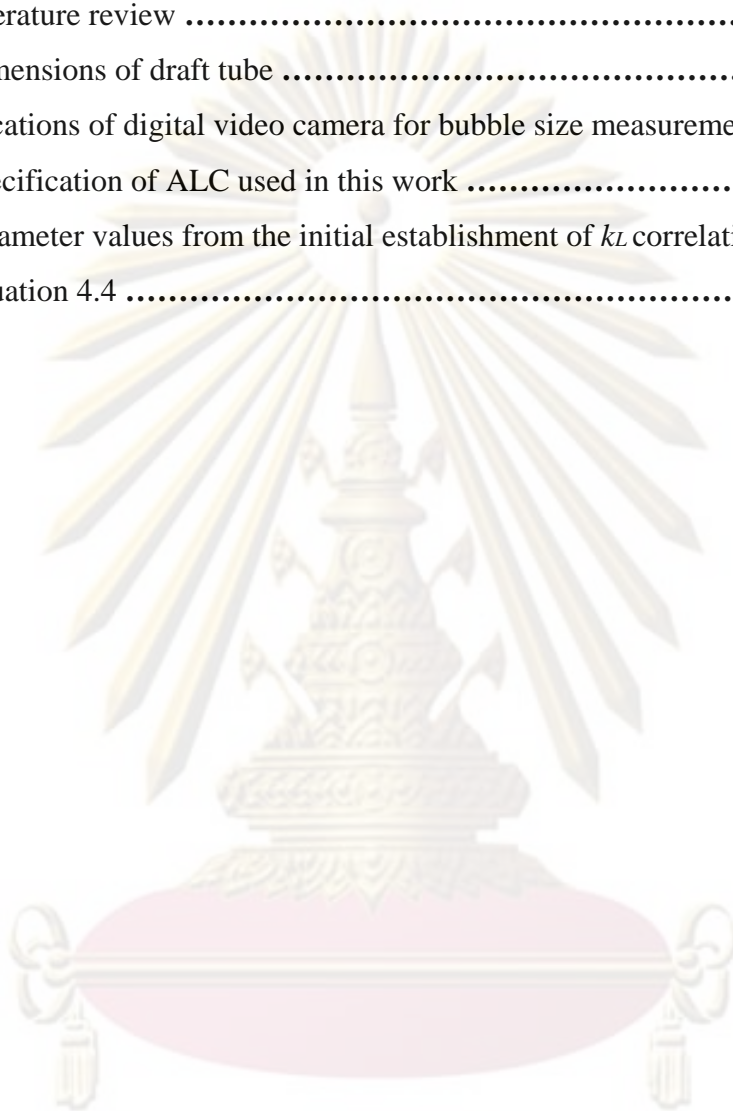 erature review ........................................................
mensions of draft tube .............................................
cations of digital video camera for bubble size measureme
ecification of ALC used in this work ..........................
ameter values from the initial establishment of kL correlati
uation 4.4 ..............................................................